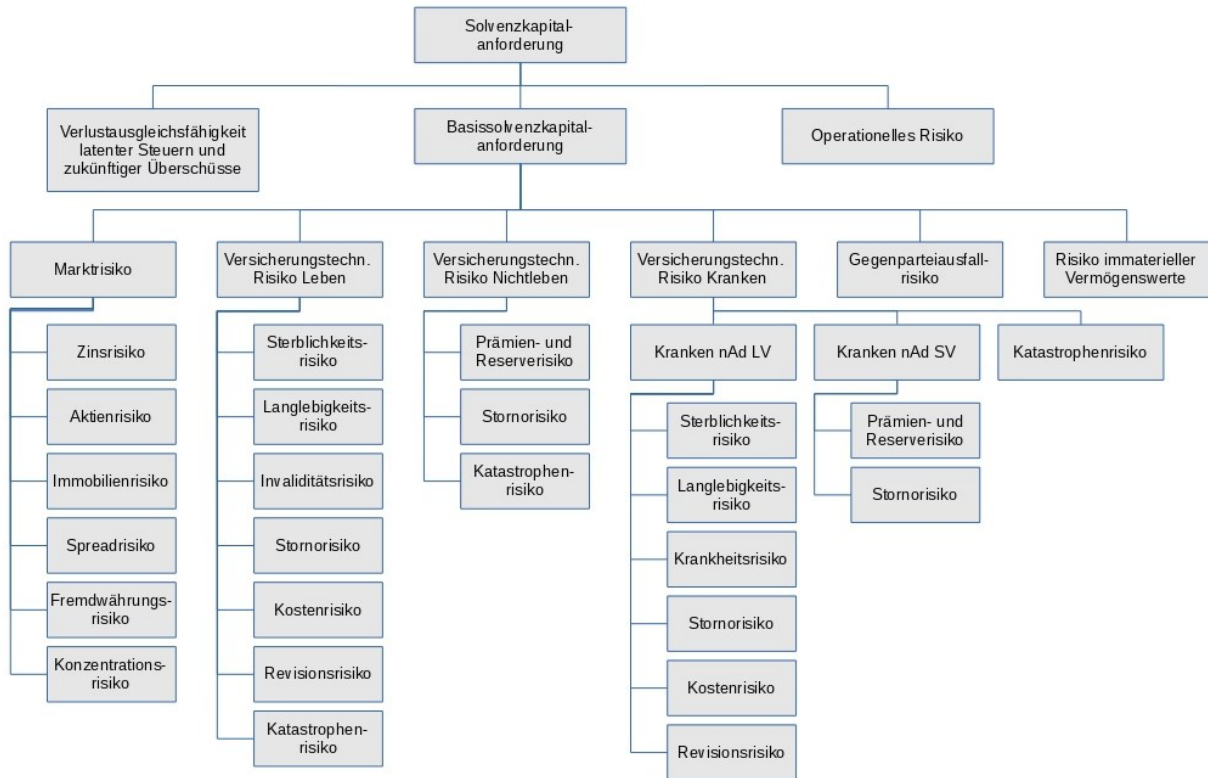 Solvenzkapital-
anforderung
Verlustausgleichsfähigkeit
latenter Steuern und
zukünftiger Überschüsse
Basissolvenzkapital-
anforderung
Operationelles Risiko
Marktrisiko
Versicherungstechn.
Risiko Leben
Versicherungstechn.
Risiko Nichtleben
Versicherungstechn.
Risiko Kranken
Gegenparteiausfall-
risiko
Risiko immaterieller
Vermögenswerte
Zinsrisiko
Aktienrisiko
Immobilienrisiko
Spreadrisiko
Fremdwährungs-
risiko
Konzentrations-
risiko
Sterblichkeits-
risiko
Langlebigkeits-
risiko
Invaliditätsrisiko
Stornorisiko
Kostenrisiko
Revisionsrisiko
Katastrophen-
risiko
Prämien- und
Reserverisiko
Stornorisiko
Katastrophen-
risiko
Kranken nAd LV
Sterblichkeits-
risiko
Langlebigkeits-
risiko
Krankheitsrisiko
Stornorisiko
Kostenrisiko
Revisionsrisiko
Kranken nAd SV
Prämien- und
Reserverisiko
Stornorisiko
Katastrophenrisiko